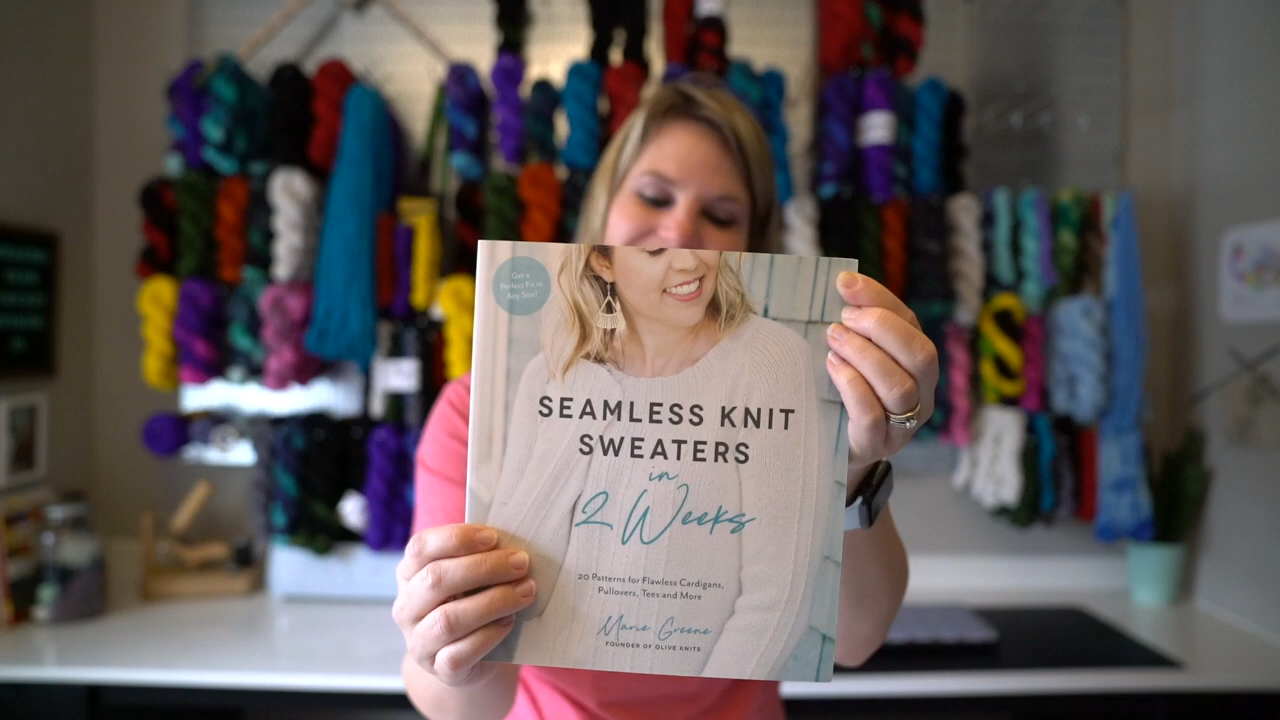 Get a
Perfect Fit in
Any Size!
SEAMLESS KNIT
SWEATERS
in
2 Weeks
20 Patterns for Flawless Cardigans,
Pullovers, Tees and More
Marie Greene
FOUNDER OF OLIVE KNITS